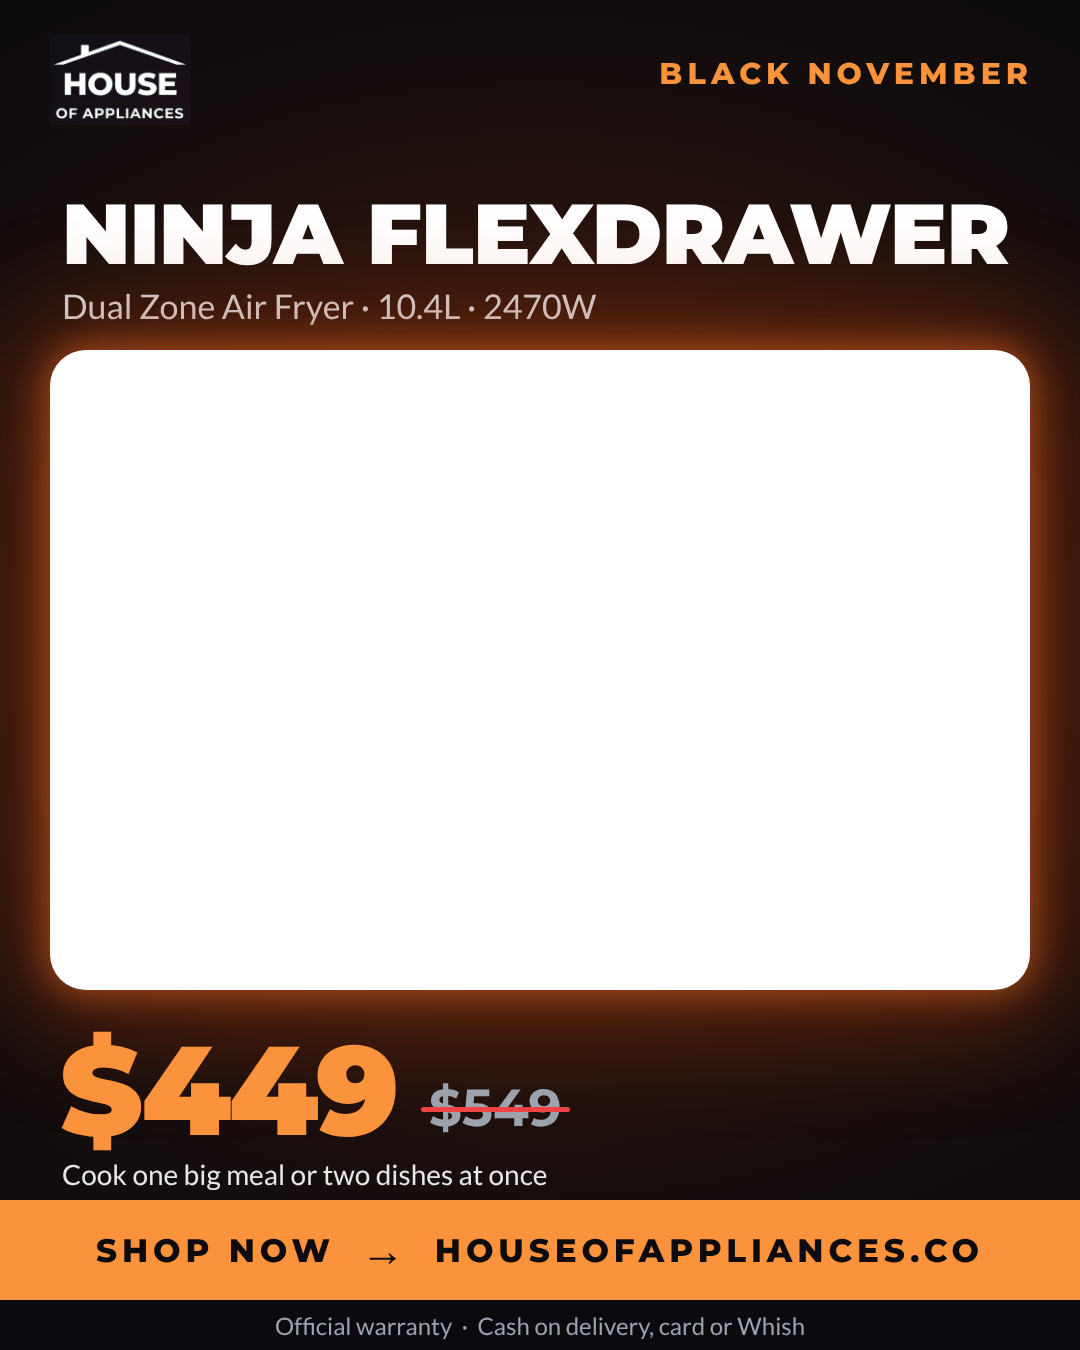 HOUSE
OF APPLIANCES
BLACK NOVEMBER
NINJA FLEXDRAWER
Dual Zone Air Fryer · 10.4L · 2470W
$449 $549
Cook one big meal or two dishes at once
SHOP NOW → HOUSEOFAPPLIANCES.CO
Official warranty · Cash on delivery, card or Whish